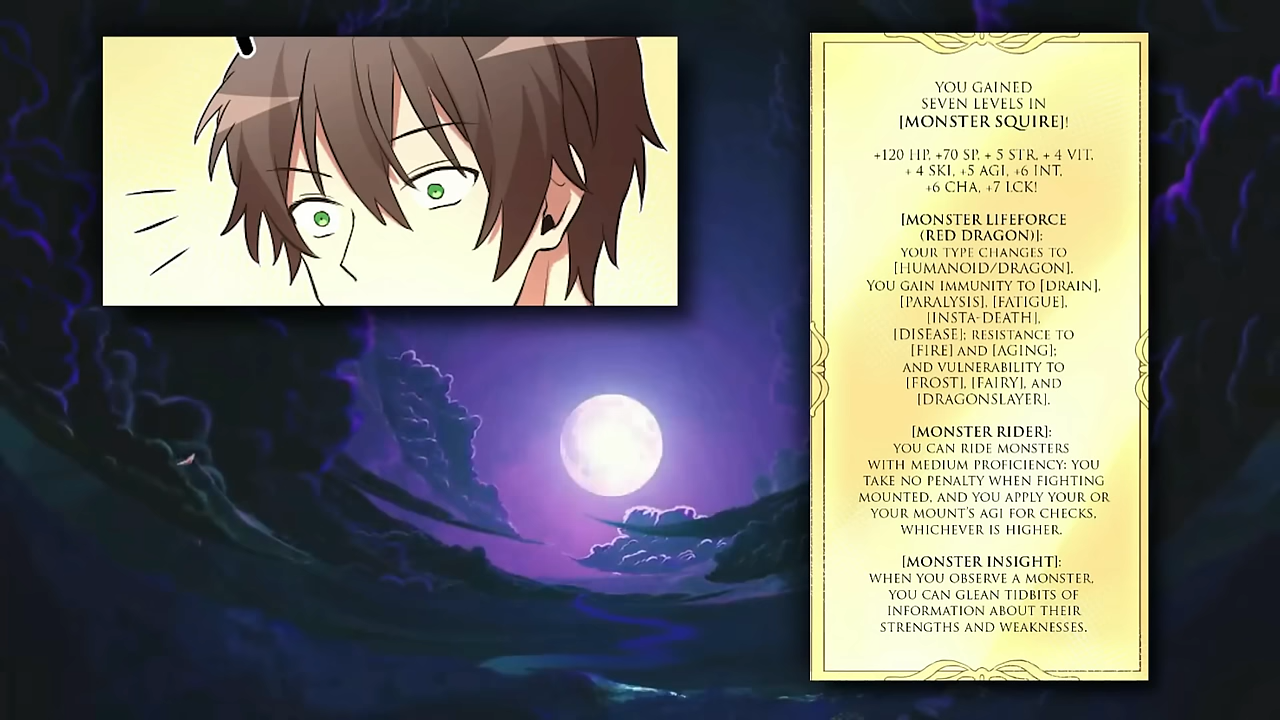 YOU GAINED
SEVEN LEVELS IN
[MONSTER SQUIRE]!
+120 HP, +70 SP, + 5 STR, + 4 VIT,
+ 4 SKI, +5 AGI, +6 INT,
+6 CHA, +7 LCK!
[MONSTER LIFEFORCE
(RED DRAGON)]:
YOUR TYPE CHANGES TO
[HUMANOID/DRAGON].
YOU GAIN IMMUNITY TO [DRAIN],
[PARALYSIS], [FATIGUE],
[INSTA-DEATH],
[DISEASE]; RESISTANCE TO
[FIRE] AND [AGING];
AND VULNERABILITY TO
[FROST], [FAIRY], AND
[DRAGONSLAYER].
[MONSTER RIDER]:
YOU CAN RIDE MONSTERS
WITH MEDIUM PROFICIENCY: YOU
TAKE NO PENALTY WHEN FIGHTING
MOUNTED, AND YOU APPLY YOUR OR
YOUR MOUNT'S AGI FOR CHECKS,
WHICHEVER IS HIGHER.
[MONSTER INSIGHT]:
WHEN YOU OBSERVE A MONSTER,
YOU CAN GLEAN TIDBITS OF
INFORMATION ABOUT THEIR
STRENGTHS AND WEAKNESSES.